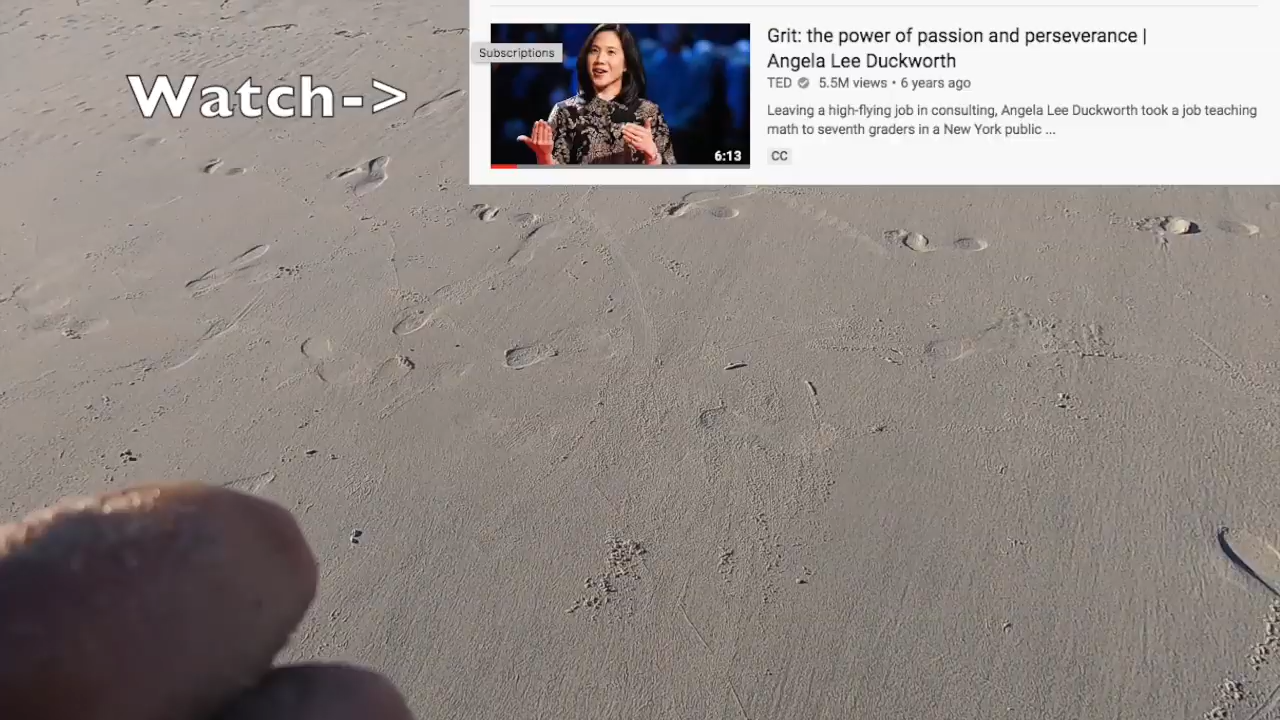 Watch->
Subscriptions
6:13
Grit: the power of passion and perseverance |
Angela Lee Duckworth
TED 5.5M views • 6 years ago
Leaving a high-flying job in consulting, Angela Lee Duckworth took a job teaching
math to seventh graders in a New York public ...
CC